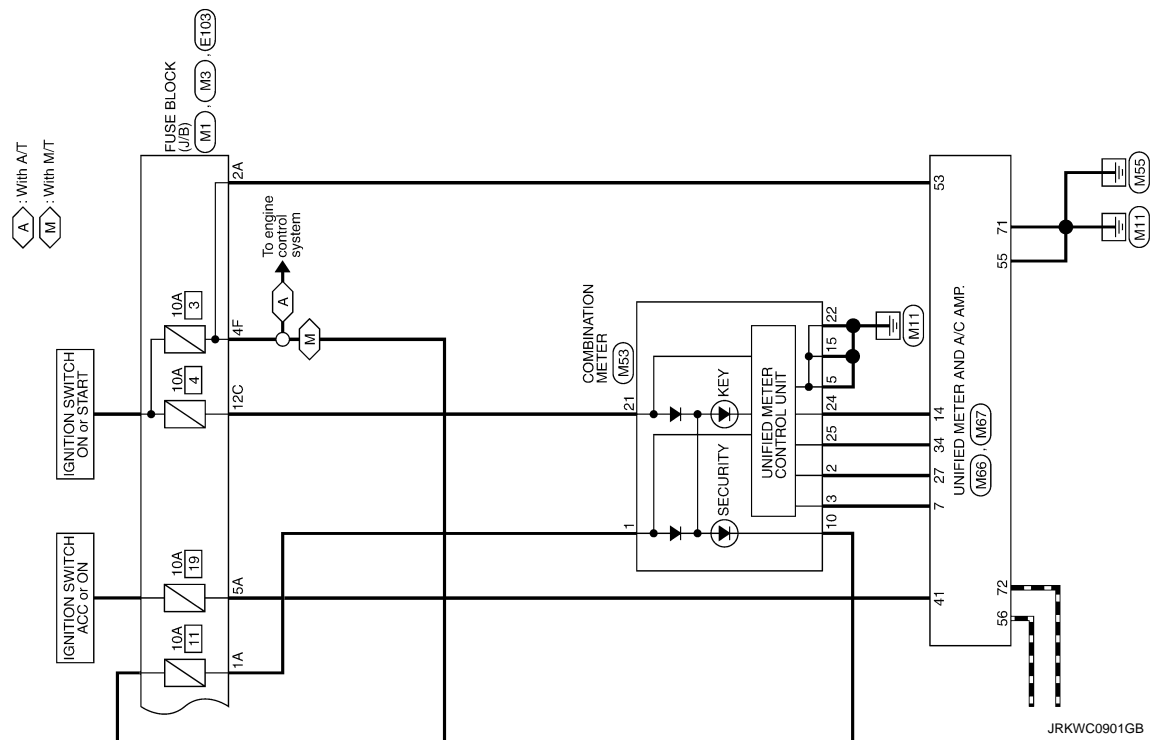 A : With A/T
M : With M/T
IGNITION SWITCH
ACC or ON
IGNITION SWITCH
ON or START
FUSE BLOCK
(J/B)
M1 , M3 , E103
10A
11
10A
19
10A
4
10A
3
1A
5A
12C
4F
2A
A
To engine
control
system
M
COMBINATION
METER
M53
1
21
SECURITY
KEY
UNIFIED METER
CONTROL UNIT
10
3
2
25
24
5
15
22
M11
41
7
27
34
14
53
UNIFIED METER AND A/C AMP.
M66 , M67
56
72
55
71
M11
M55
JRKWC0901GB